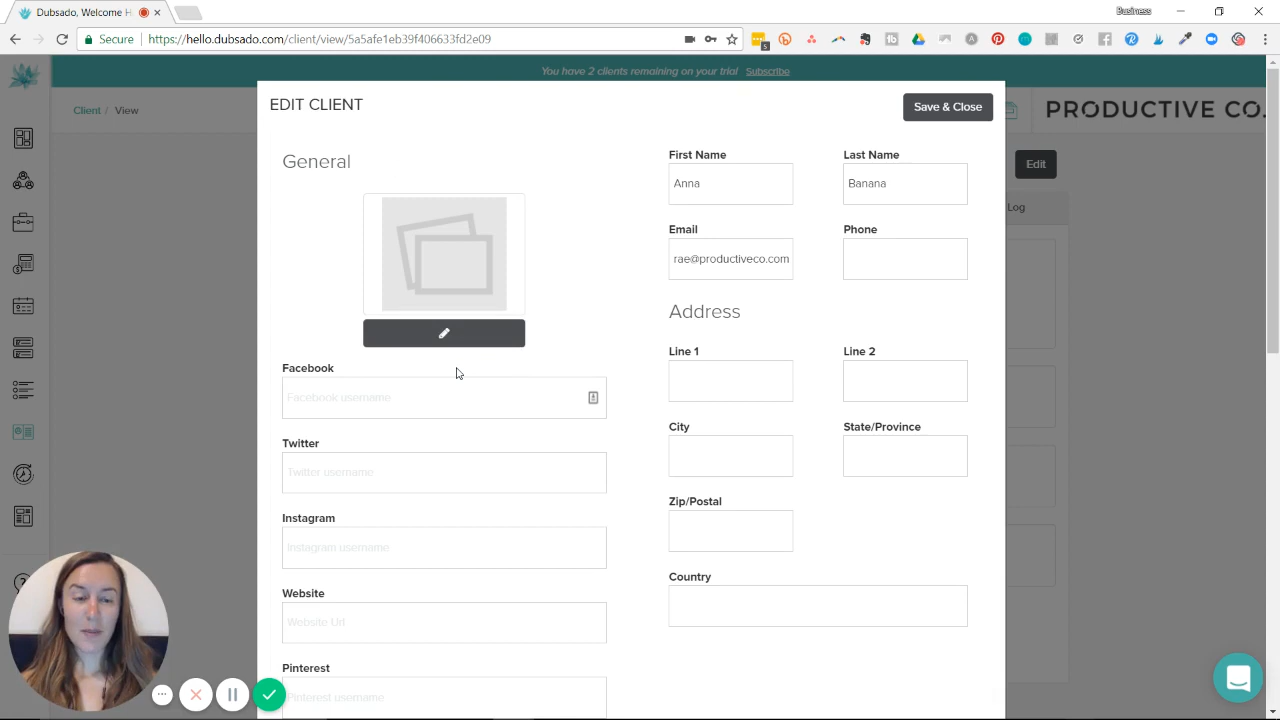 Dubsado, Welcome H
Business
Secure
https://hello.dubsado.com/client/view/5a5afe1eb39f406633fd2e09
5
You have 2 clients remaining on your trial Subscribe
Client / View
PRODUCTIVE CO.
Edit
Log
EDIT CLIENT
Save & Close
General
Facebook
Facebook username
Twitter
Twitter username
Instagram
Instagram username
Website
Website Url
Pinterest
Pinterest username
First Name
Last Name
Anna
Banana
Email
Phone
rae@productiveco.com
Address
Line 1
Line 2
City
State/Province
Zip/Postal
Country